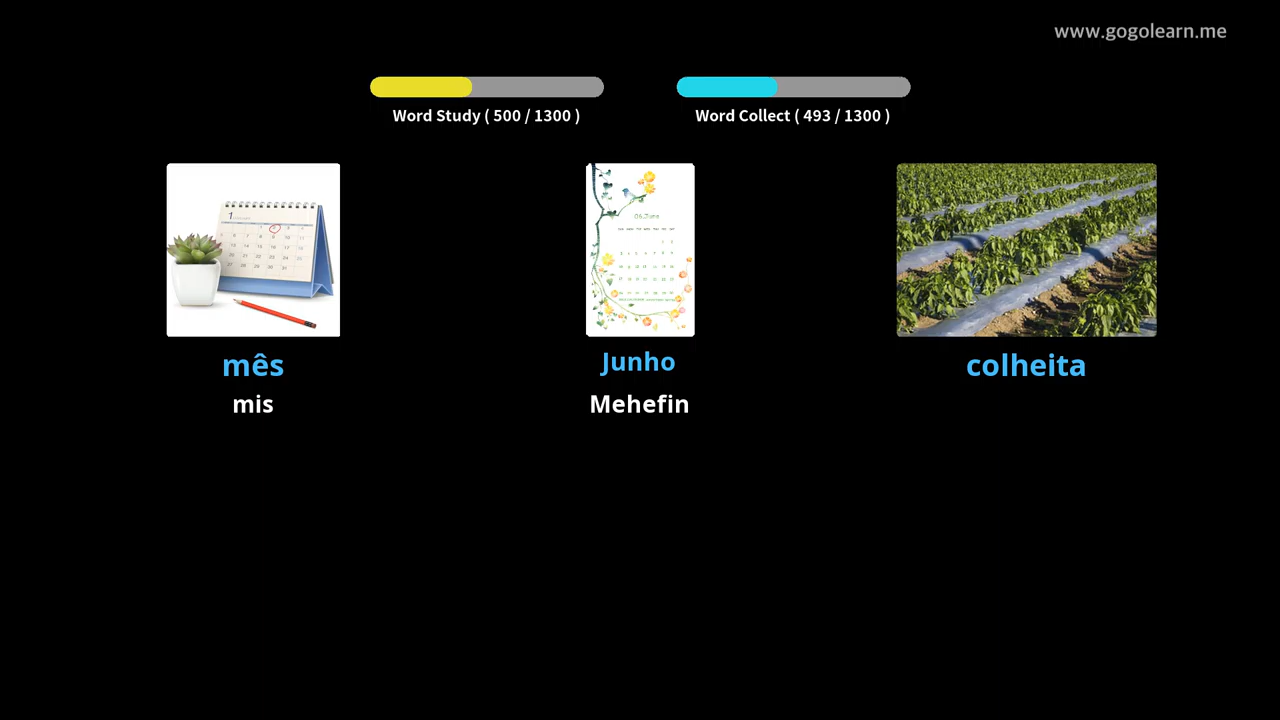 www.gogolearn.me
Word Study ( 500 / 1300 )
Word Collect ( 493 / 1300 )
mês
Junho
colheita
mis
Mehefin